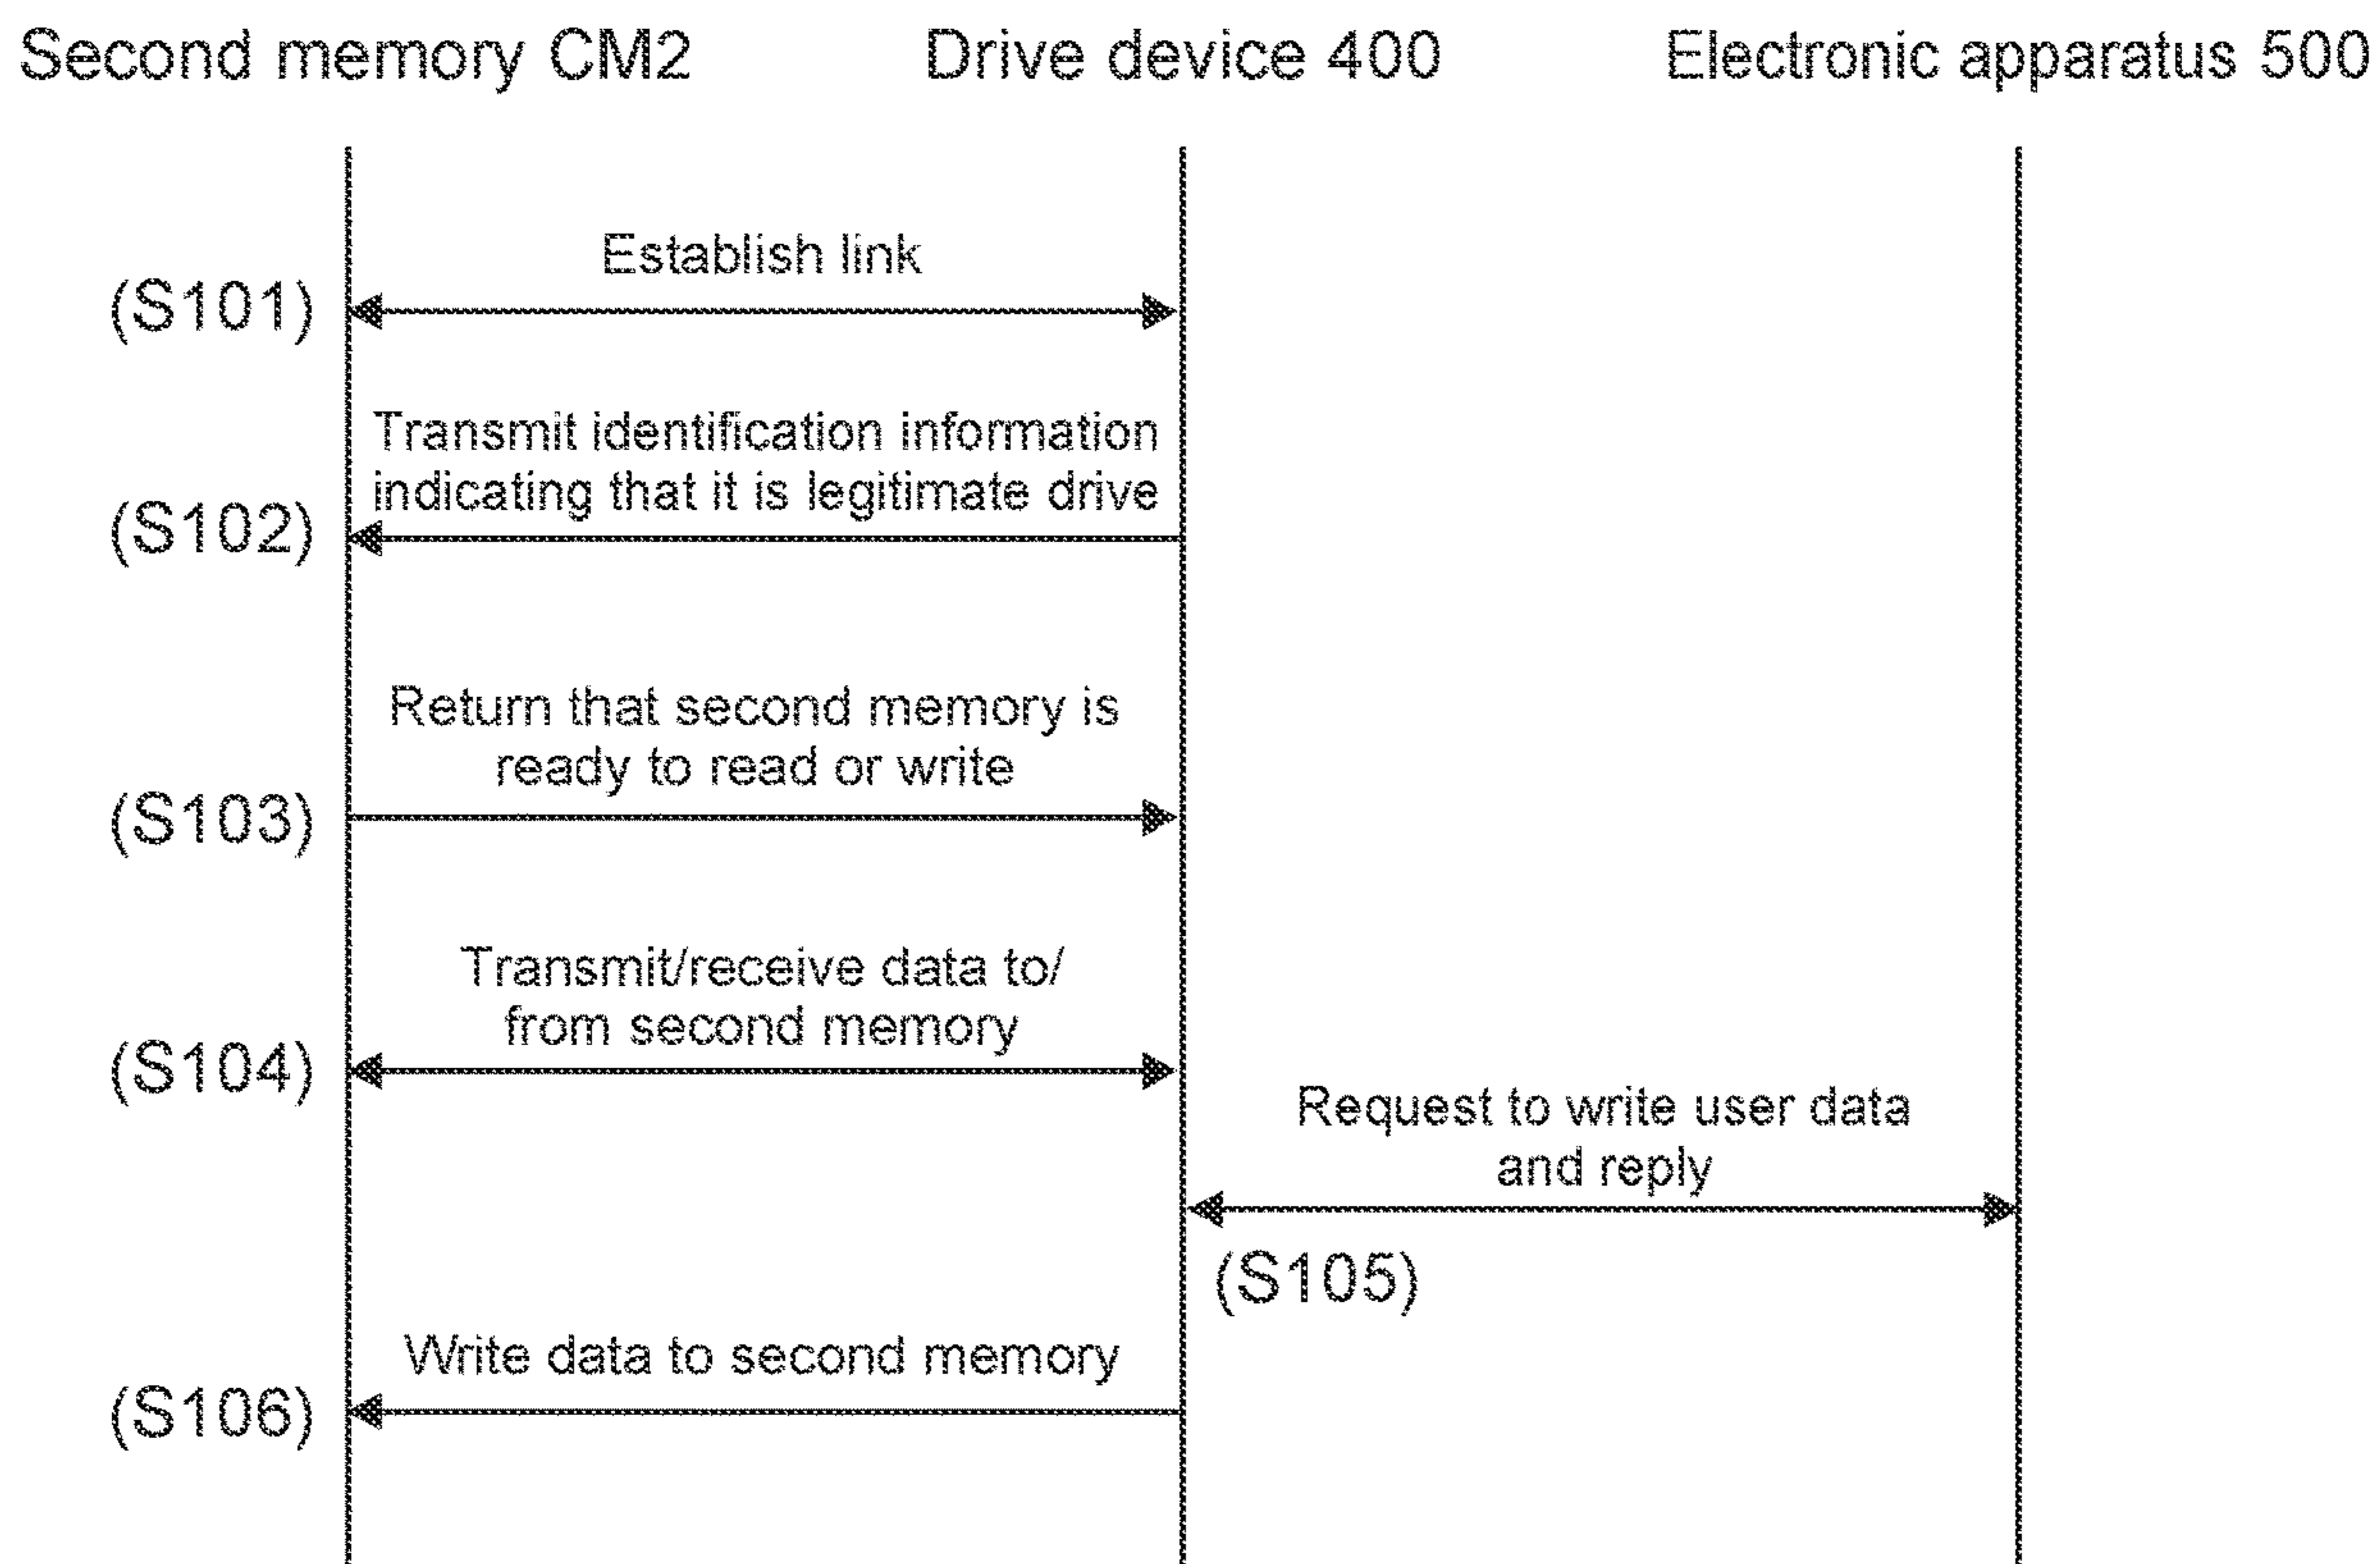 Second memory CM2
Drive device 400
Electronic apparatus 500
Establish link
(S101)
Transmit identification information
indicating that it is legitimate drive
(S102)
Return that second memory is
ready to read or write
(S103)
Transmit/receive data to/
from second memory
(S104)
Request to write user data
and reply
(S105)
Write data to second memory
(S106)